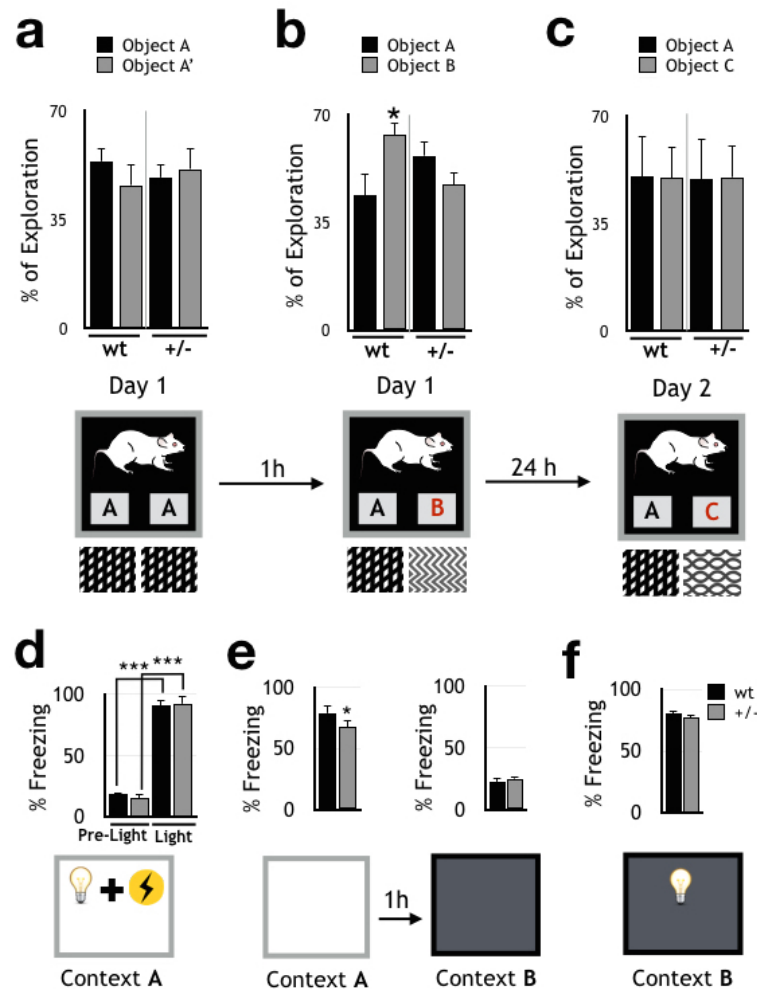 a
Object A
Object A'
70
35
0
% of Exploration
wt
+/-
Day 1
A
A
b
Object A
Object B
70
*
35
0
% of Exploration
wt
+/-
Day 1
1h
A
B
c
Object A
Object C
70
35
0
% of Exploration
wt
+/-
Day 2
24 h
A
C
d
*** ***
100
50
0
% Freezing
Pre-Light Light
+
Context A
e
100
*
50
0
% Freezing
100
50
0
% Freezing
1h
Context A
Context B
f
100
50
0
% Freezing
wt
+/-
Context B